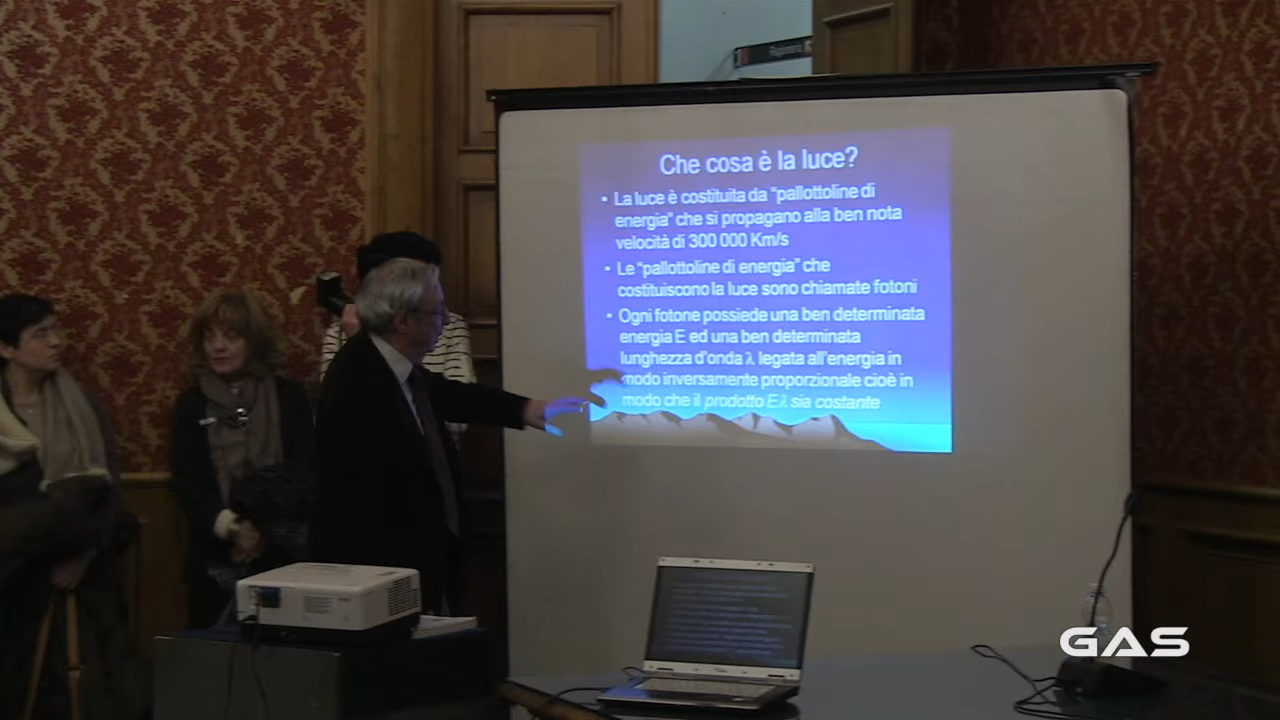 Che cosa è la luce?
• La luce è costituita da "pallottoline di
energia" che si propagano alla ben nota
velocità di 300 000 Km/s
• Le "pallottoline di energia" che
costituiscono la luce sono chiamate fotoni
• Ogni fotone possiede una ben determinata
energia E ed una ben determinata
lunghezza d'onda λ legata all'energia in
modo inversamente proporzionale cioè in
modo che il prodotto Eλ sia costante
GAS